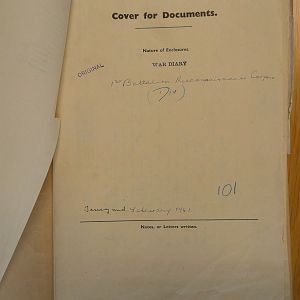 Cover for Documents.
Nature of Enclosures.
WAR DIARY
ORIGINAL
1st Battalion Reconnaissance Corps
101
January and February 1941
Notes, or Letters written.